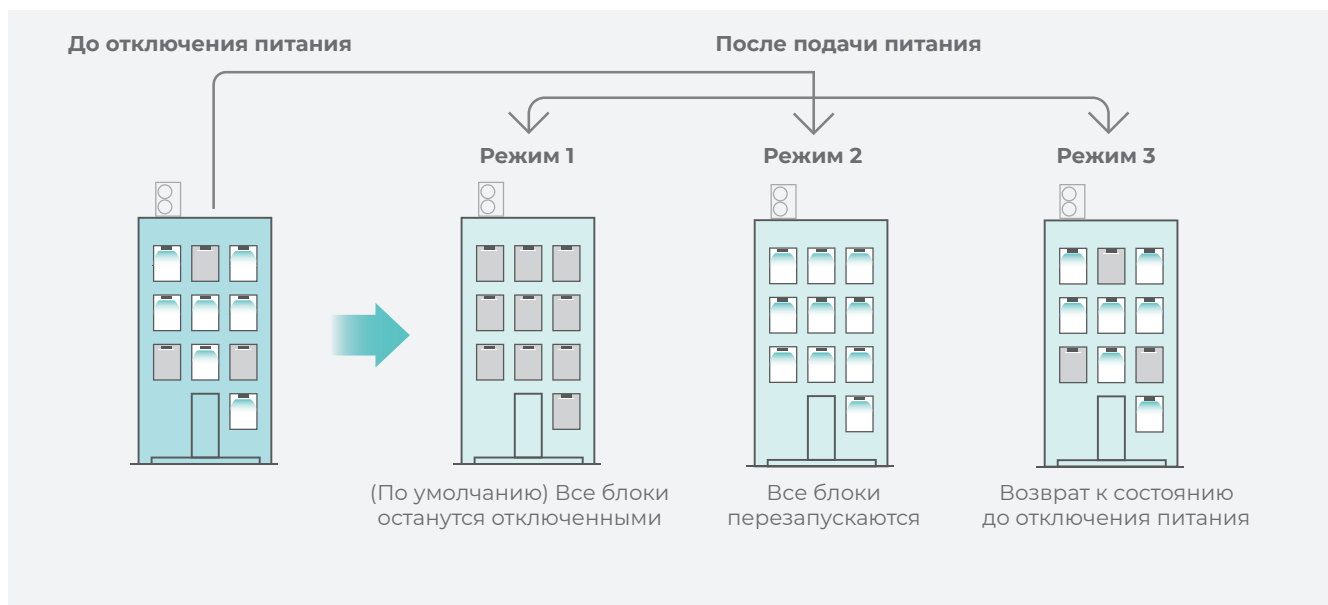 До отключения питания
После подачи питания
Режим 1
Режим 2
Режим 3
(По умолчанию) Все блоки
останутся отключенными
Все блоки
перезапускаются
Возврат к состоянию
до отключения питания